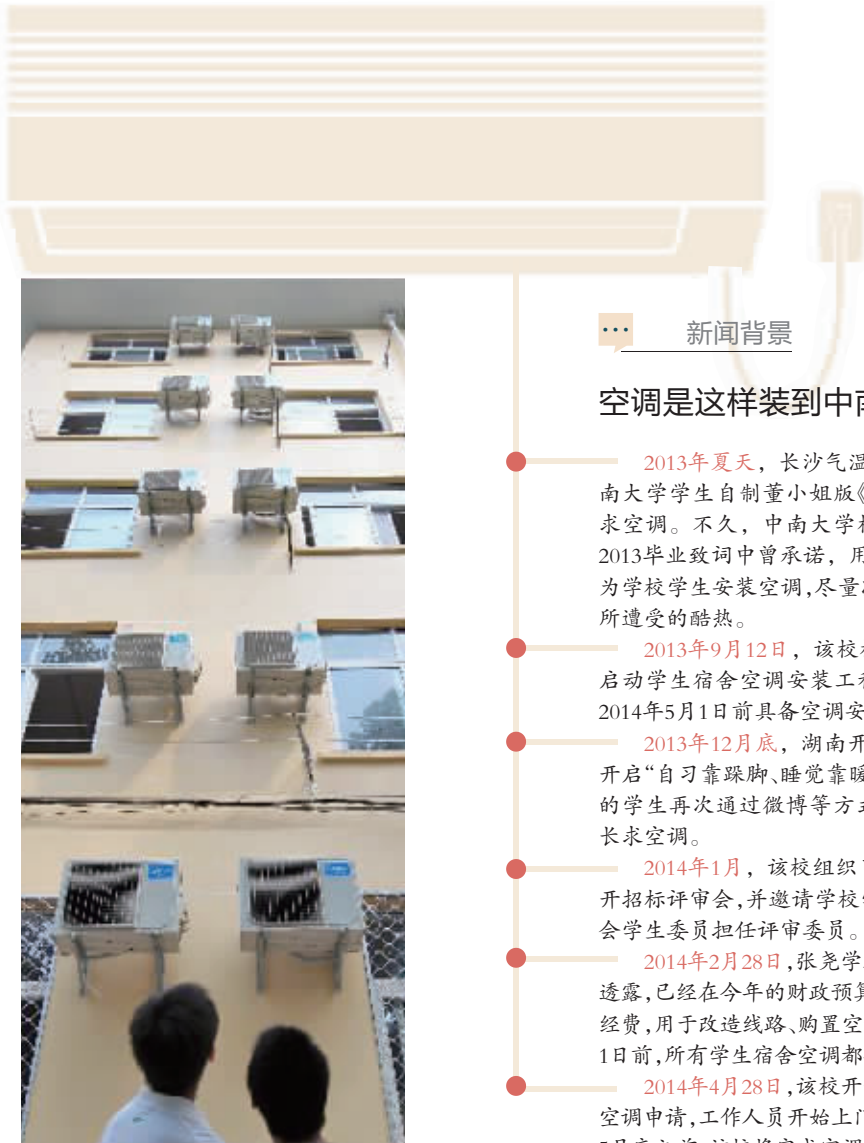 新闻背景
空调是这样装到中南
2013年夏天，长沙气温
南大学学生自制董小姐版《
求空调。不久，中南大学校
2013毕业致词中曾承诺，用
为学校学生安装空调,尽量
所遭受的酷热。
2013年9月12日，该校
启动学生宿舍空调安装工程
2014年5月1日前具备空调安
2013年12月底，湖南开
开启“自习靠跺脚、睡觉靠暖
的学生再次通过微博等方式
长求空调。
2014年1月，该校组织
开招标评审会,并邀请学校
会学生委员担任评审委员。
2014年2月28日,张尧学
透露,已经在今年的财政预算
经费,用于改造线路、购置空
1日前,所有学生宿舍空调都
2014年4月28日,该校开
空调申请,工作人员开始上门